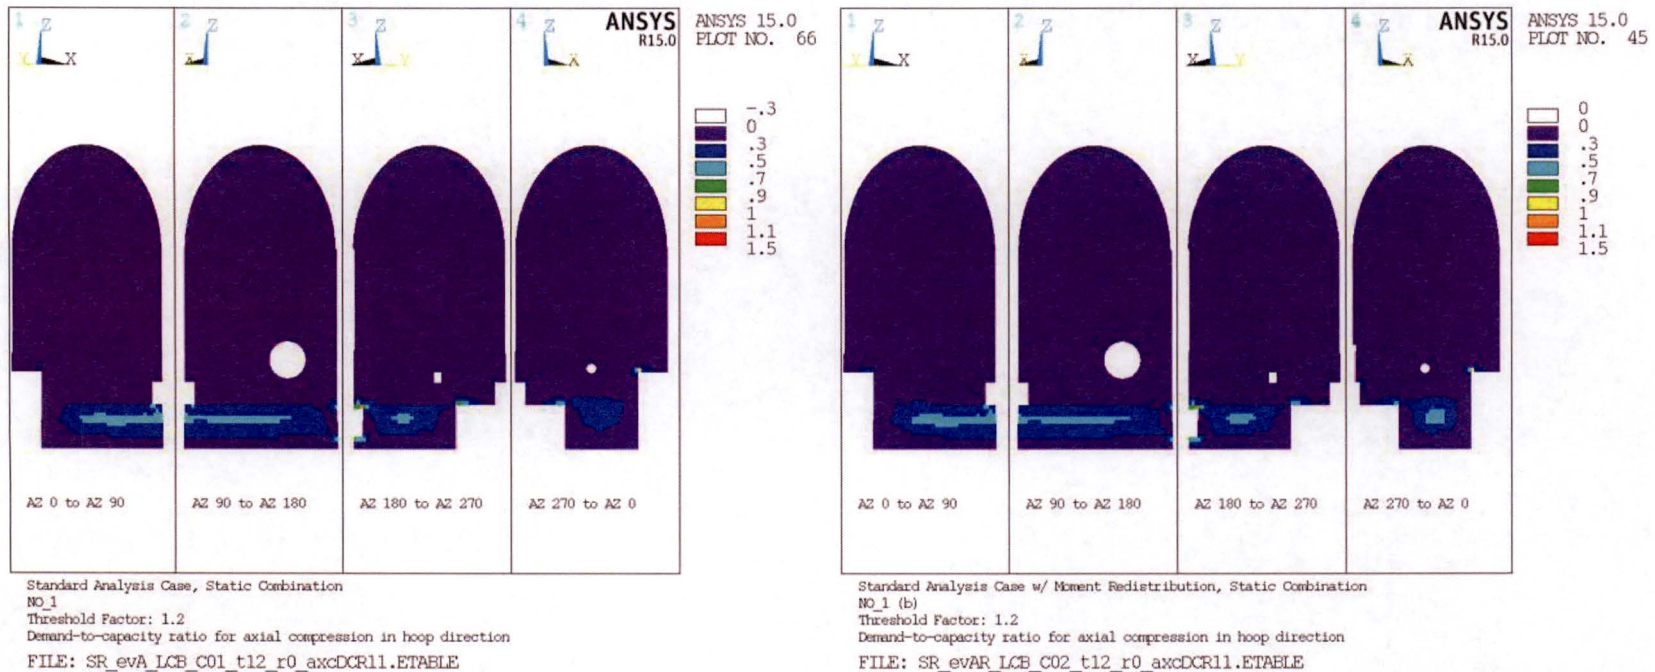 1 Z Y X
2 Z X
3 Z X Y
4 Z X
ANSYS
R15.0
ANSYS 15.0
PLOT NO. 66
-.3
0
.3
.5
.7
.9
1
1.1
1.5
AZ 0 to AZ 90
AZ 90 to AZ 180
AZ 180 to AZ 270
AZ 270 to AZ 0
Standard Analysis Case, Static Combination
NO_1
Threshold Factor: 1.2
Demand-to-capacity ratio for axial compression in hoop direction
FILE: SR_evA_LCB_C01_t12_r0_axcDCR11.ETABLE
1 Z Y X
2 Z X
3 Z X Y
4 Z X
ANSYS
R15.0
ANSYS 15.0
PLOT NO. 45
0
0
.3
.5
.7
.9
1
1.1
1.5
AZ 0 to AZ 90
AZ 90 to AZ 180
AZ 180 to AZ 270
AZ 270 to AZ 0
Standard Analysis Case w/ Moment Redistribution, Static Combination
NO_1 (b)
Threshold Factor: 1.2
Demand-to-capacity ratio for axial compression in hoop direction
FILE: SR_evAR_LCB_C02_t12_r0_axcDCR11.ETABLE